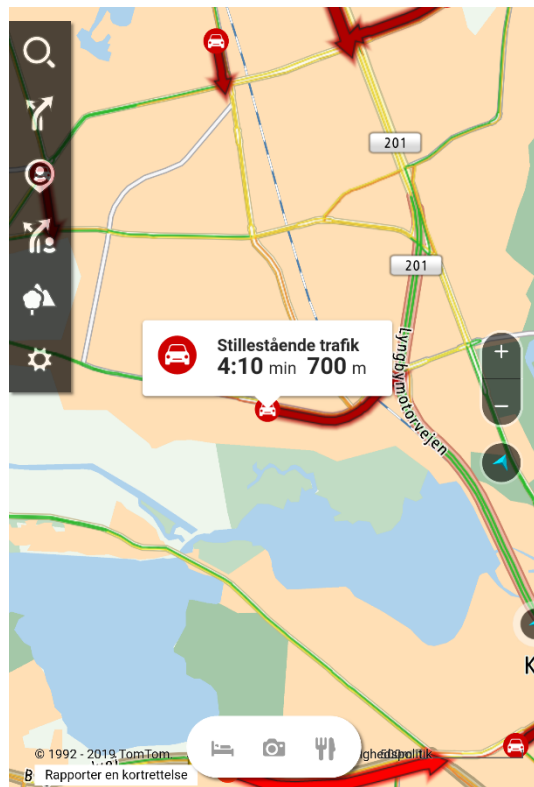 201
201
Stillestående trafik
4:10 min 700 m
Lyngbymotorvejen
K
© 1992 - 2019 TomTom
B
Rapporter en kortrettelse